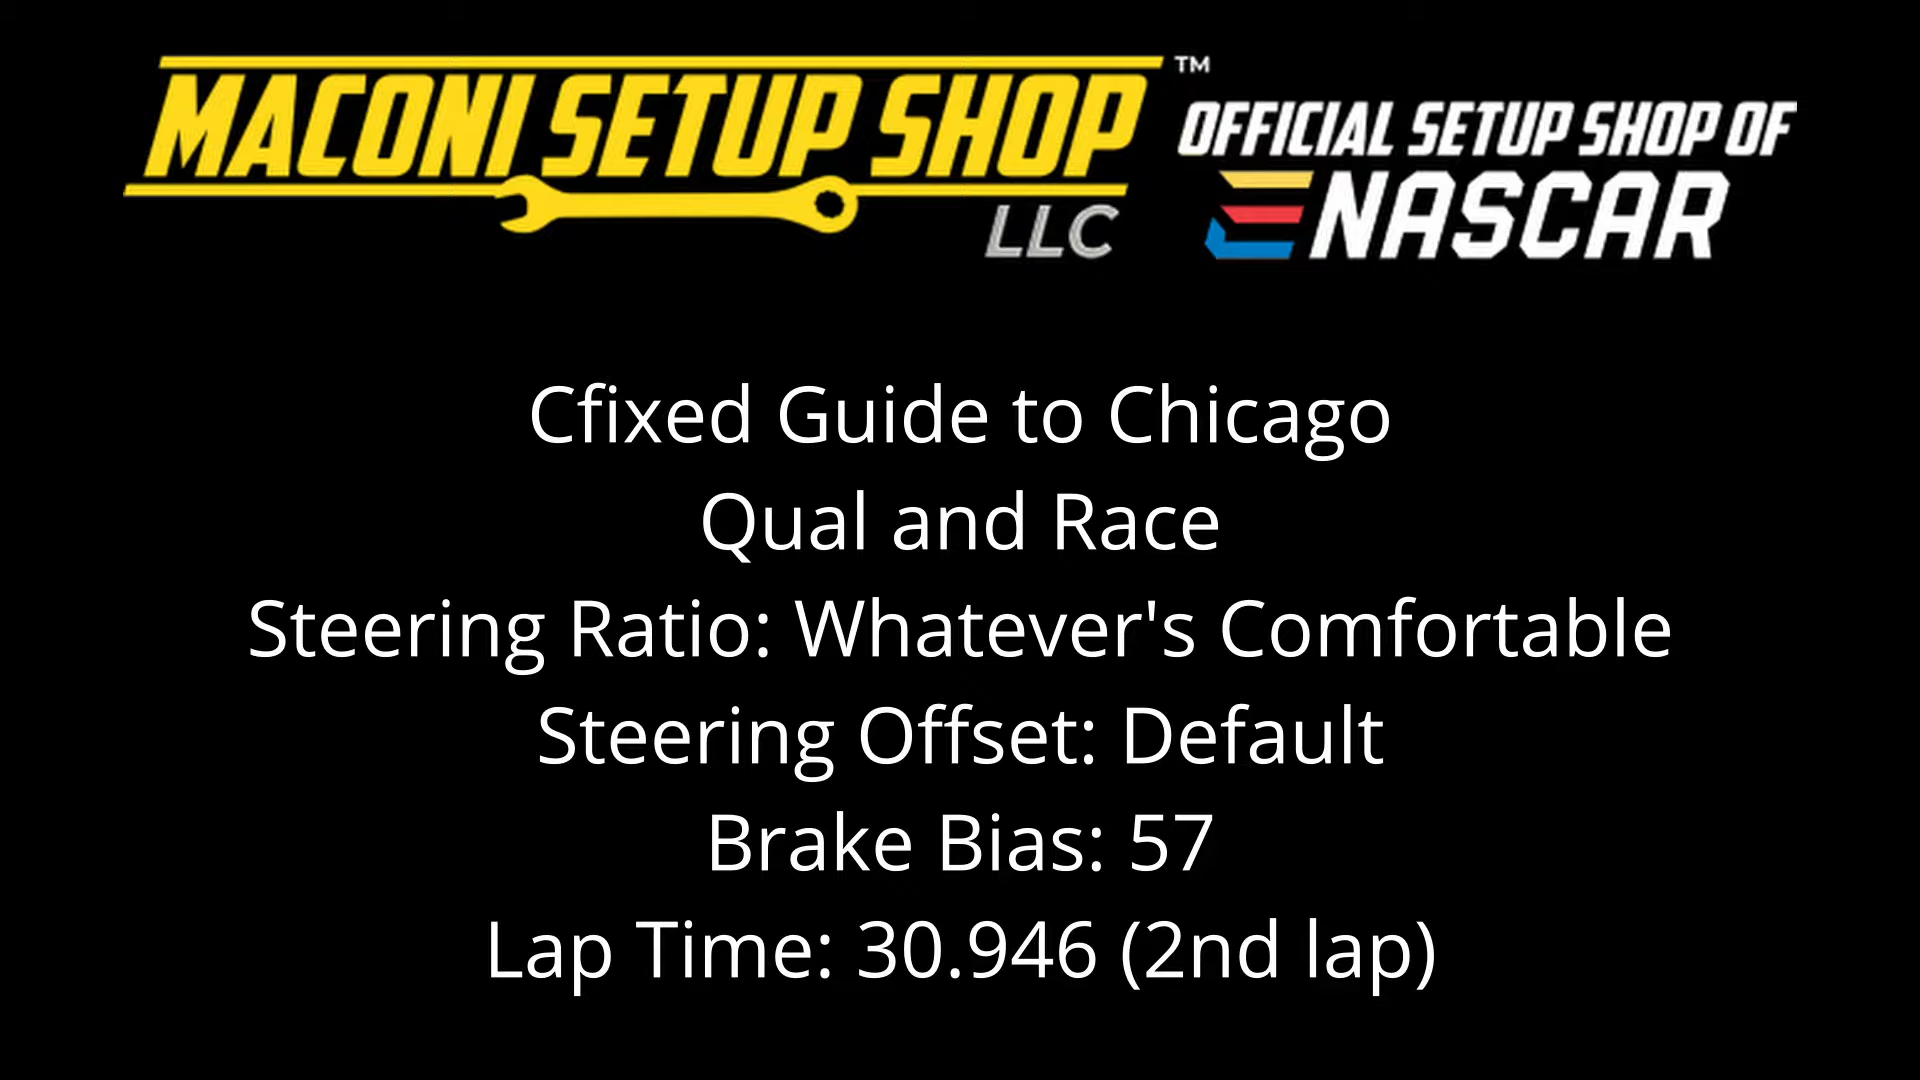 MACONI SETUP SHOP™
LLC
OFFICIAL SETUP SHOP OF
ENASCAR
Cfixed Guide to Chicago
Qual and Race
Steering Ratio: Whatever's Comfortable
Steering Offset: Default
Brake Bias: 57
Lap Time: 30.946 (2nd lap)